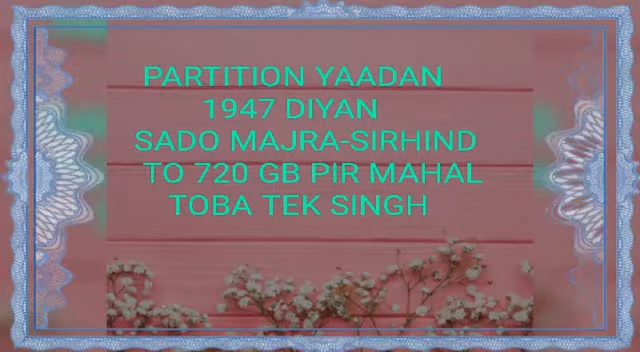 PARTITION YAADAN
1947 DIYAN
SADO MAJRA-SIRHIND
TO 720 GB PIR MAHAL
TOBA TEK SINGH